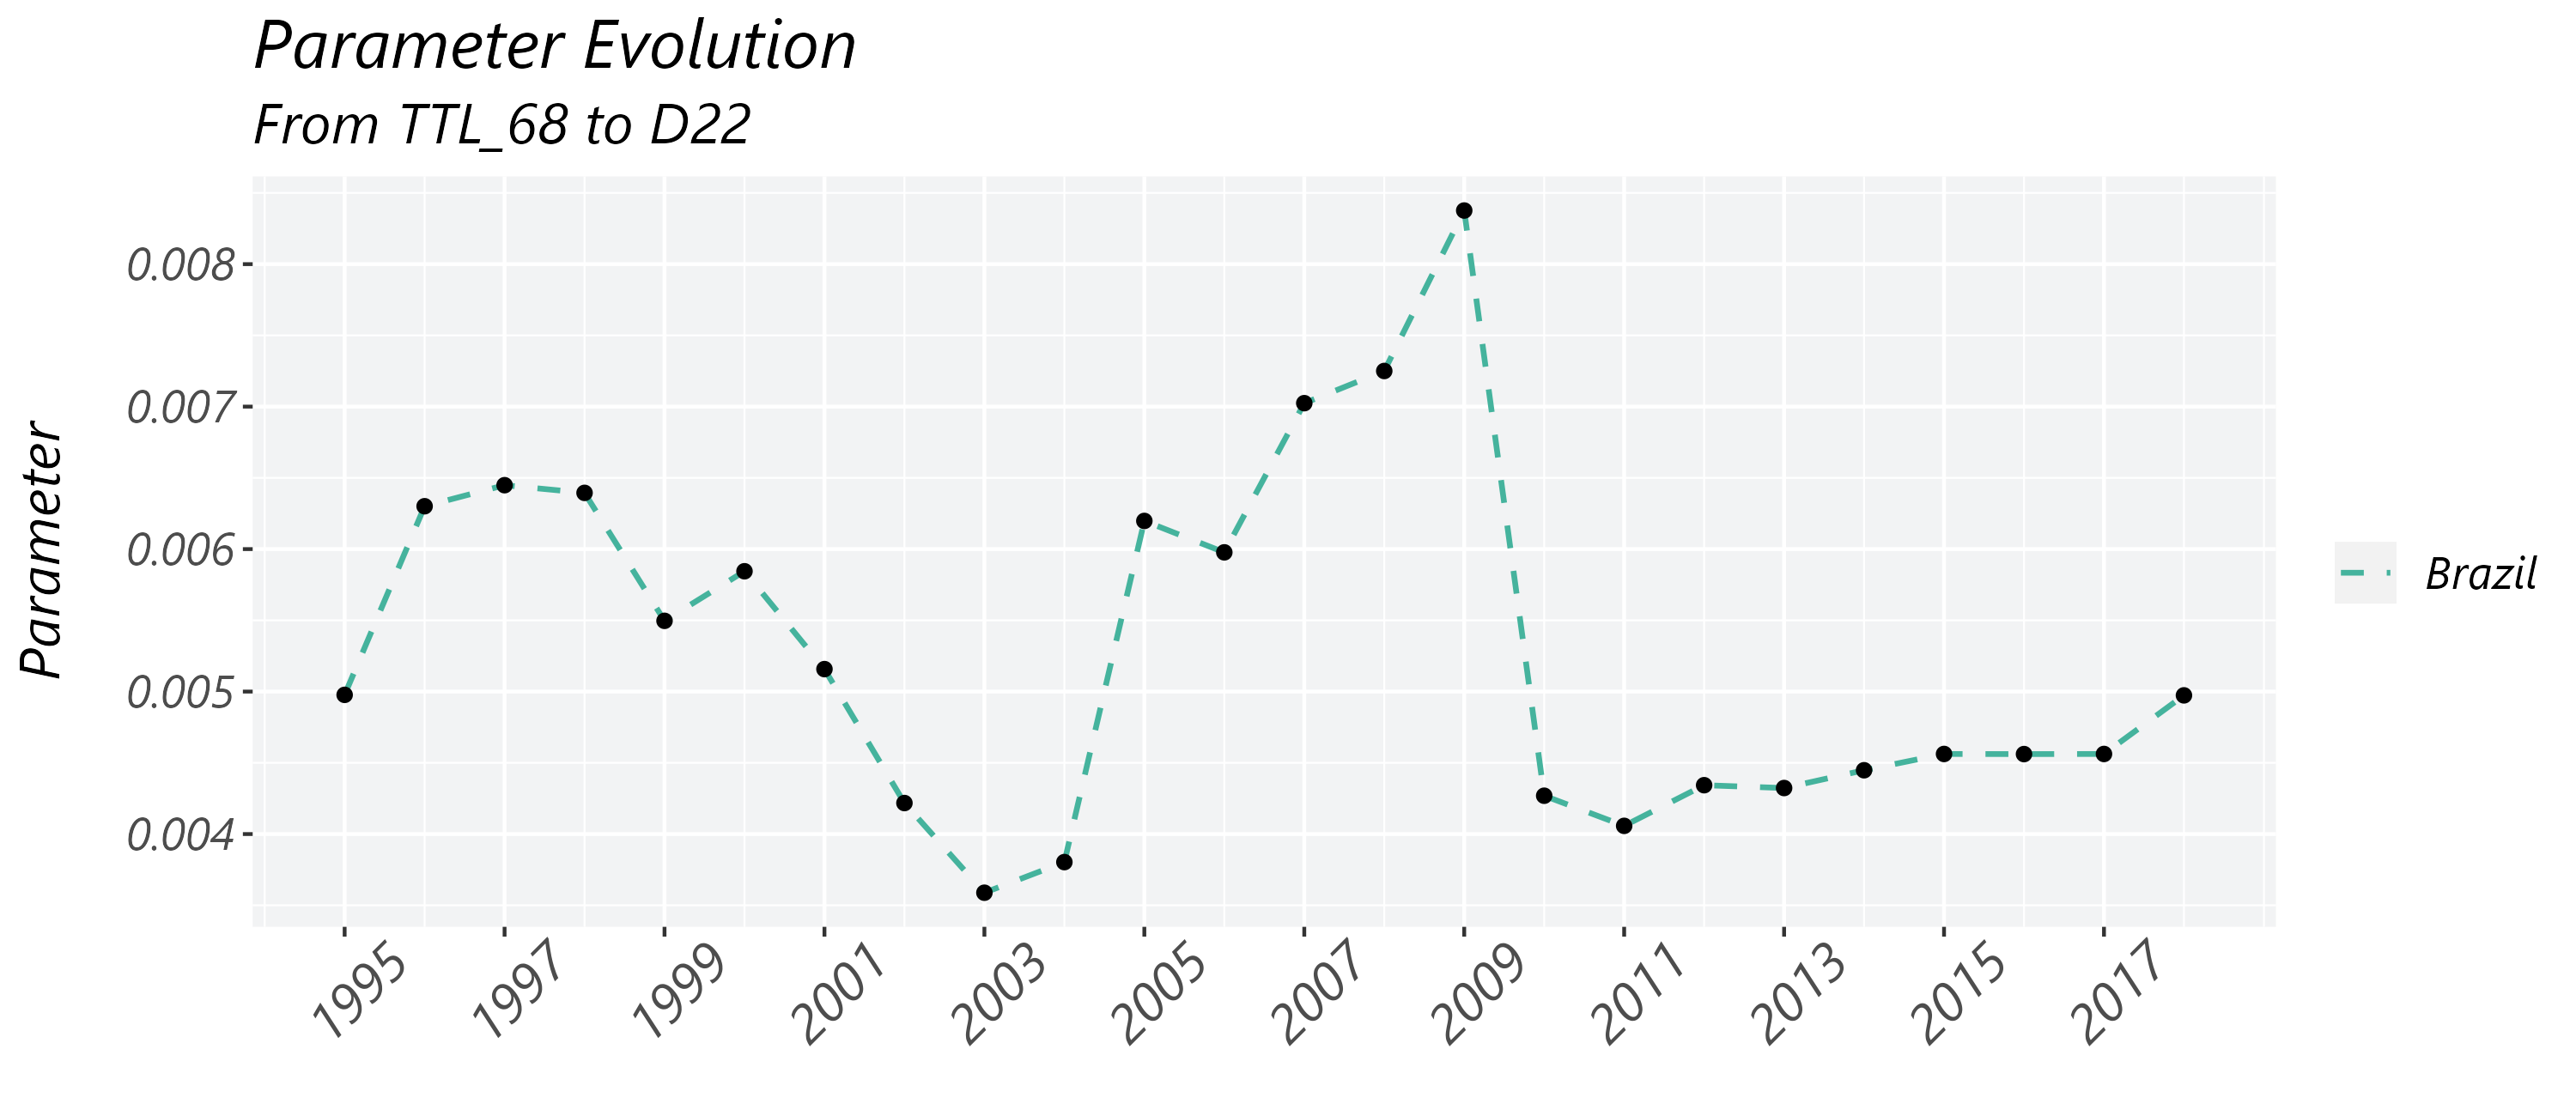 Parameter Evolution
From TTL_68 to D22
Parameter
0.008
0.007
0.006
0.005
0.004
1995 1997 1999 2001 2003 2005 2007 2009 2011 2013 2015 2017
Brazil